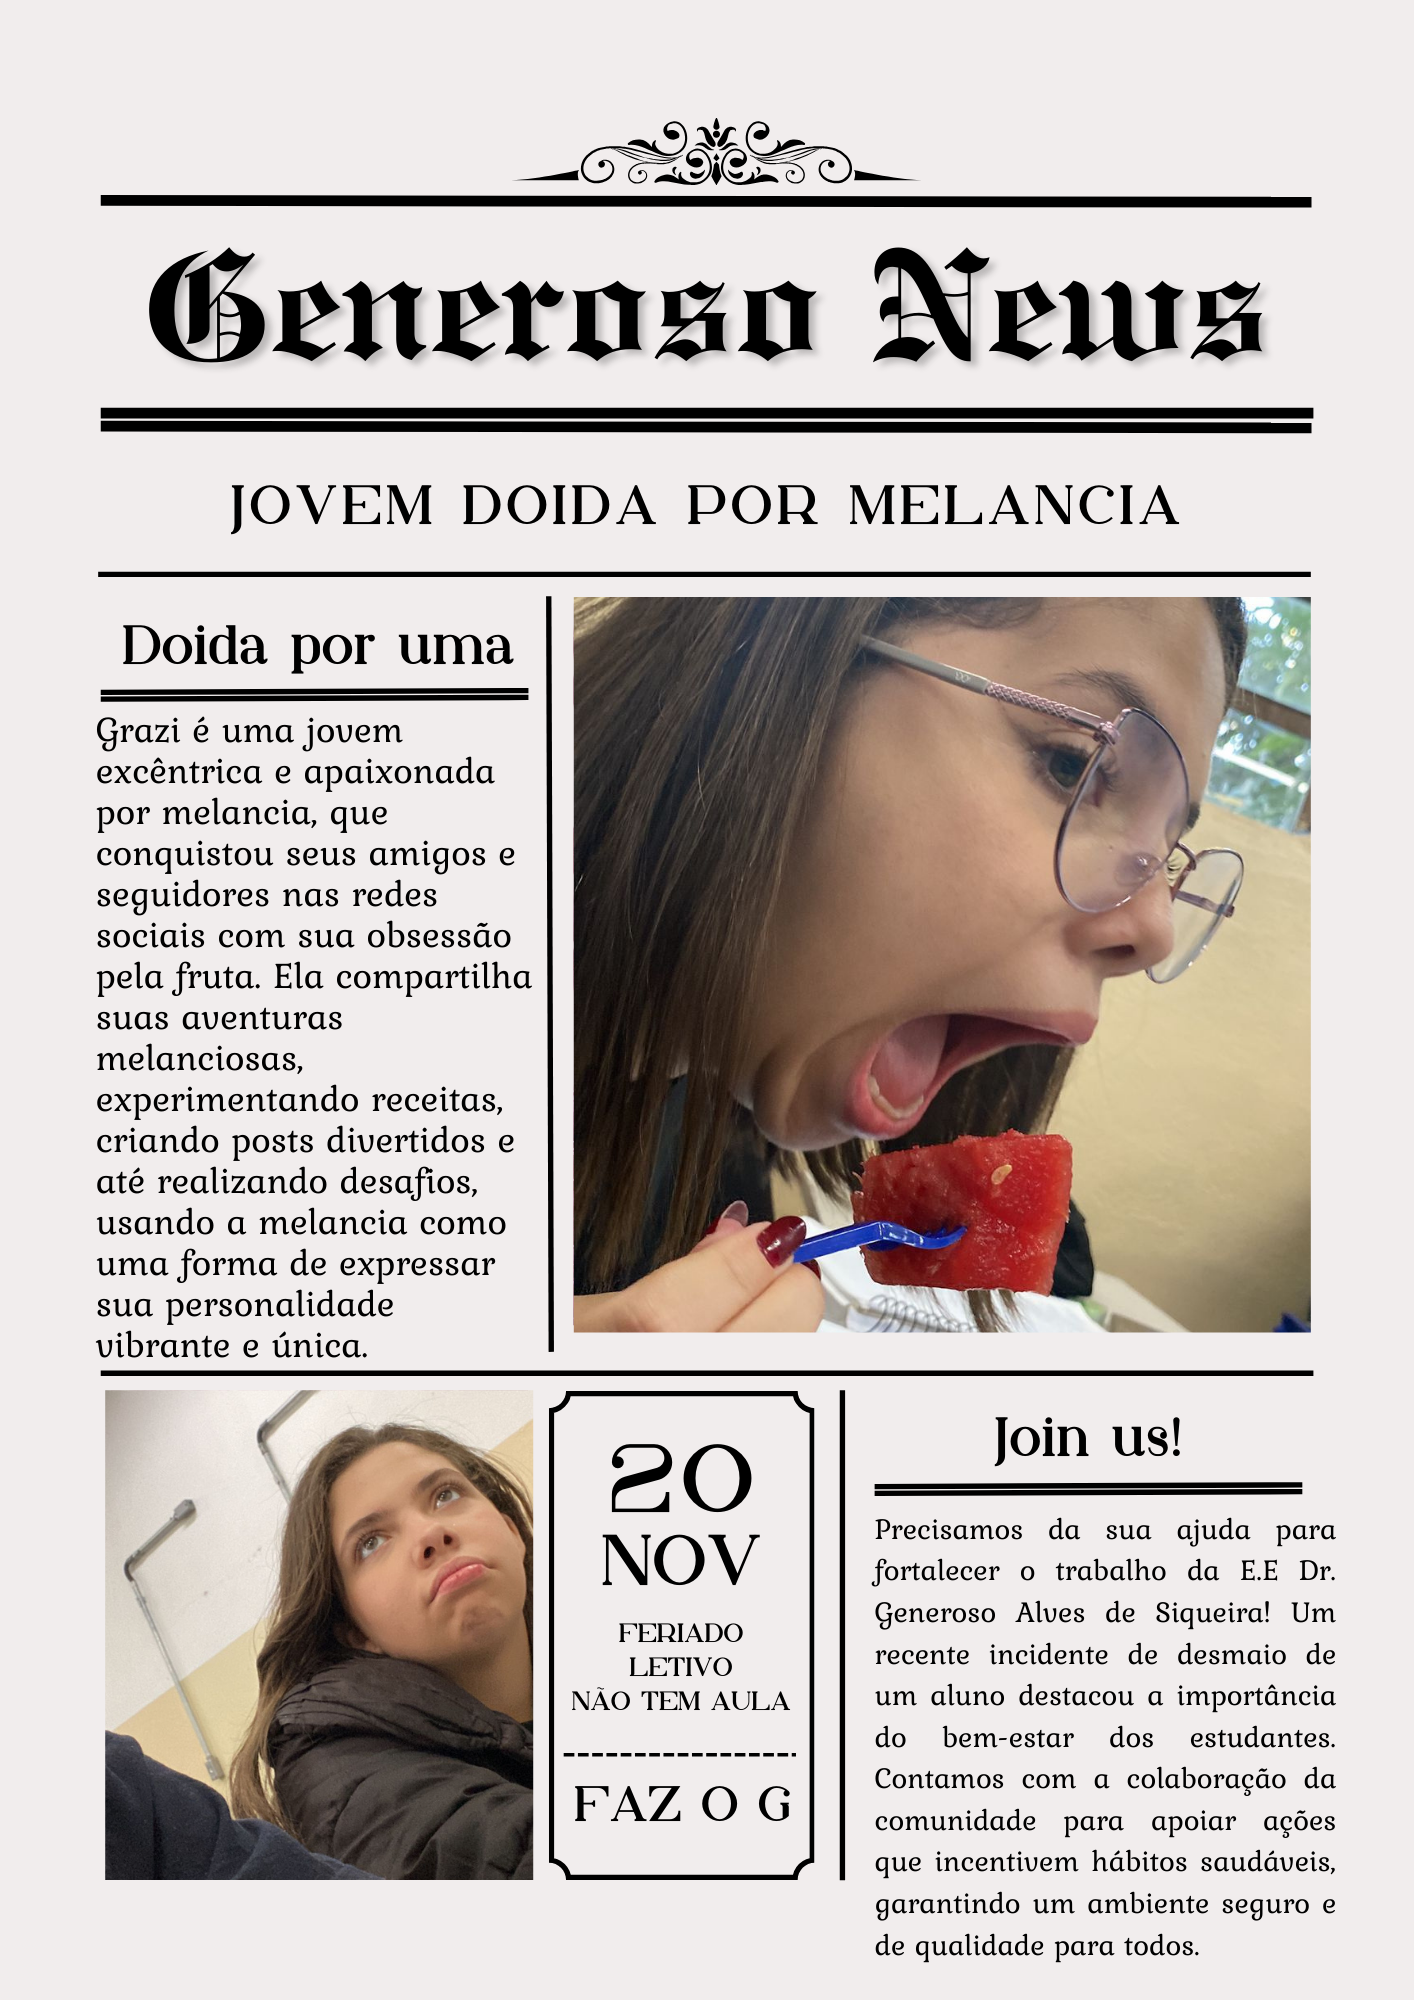 Generoso News
JOVEM DOIDA POR MELANCIA
Doida por uma
Grazi é uma jovem
excêntrica e apaixonada
por melancia, que
conquistou seus amigos e
seguidores nas redes
sociais com sua obsessão
pela fruta. Ela compartilha
suas aventuras
melanciosas,
experimentando receitas,
criando posts divertidos e
até realizando desafios,
usando a melancia como
uma forma de expressar
sua personalidade
vibrante e única.
20
NOV
FERIADO
LETIVO
NÃO TEM AULA
FAZ O G
Join us!
Precisamos da sua ajuda para
fortalecer o trabalho da E.E Dr.
Generoso Alves de Siqueira! Um
recente incidente de desmaio de
um aluno destacou a importância
do bem-estar dos estudantes.
Contamos com a colaboração da
comunidade para apoiar ações
que incentivem hábitos saudáveis,
garantindo um ambiente seguro e
de qualidade para todos.